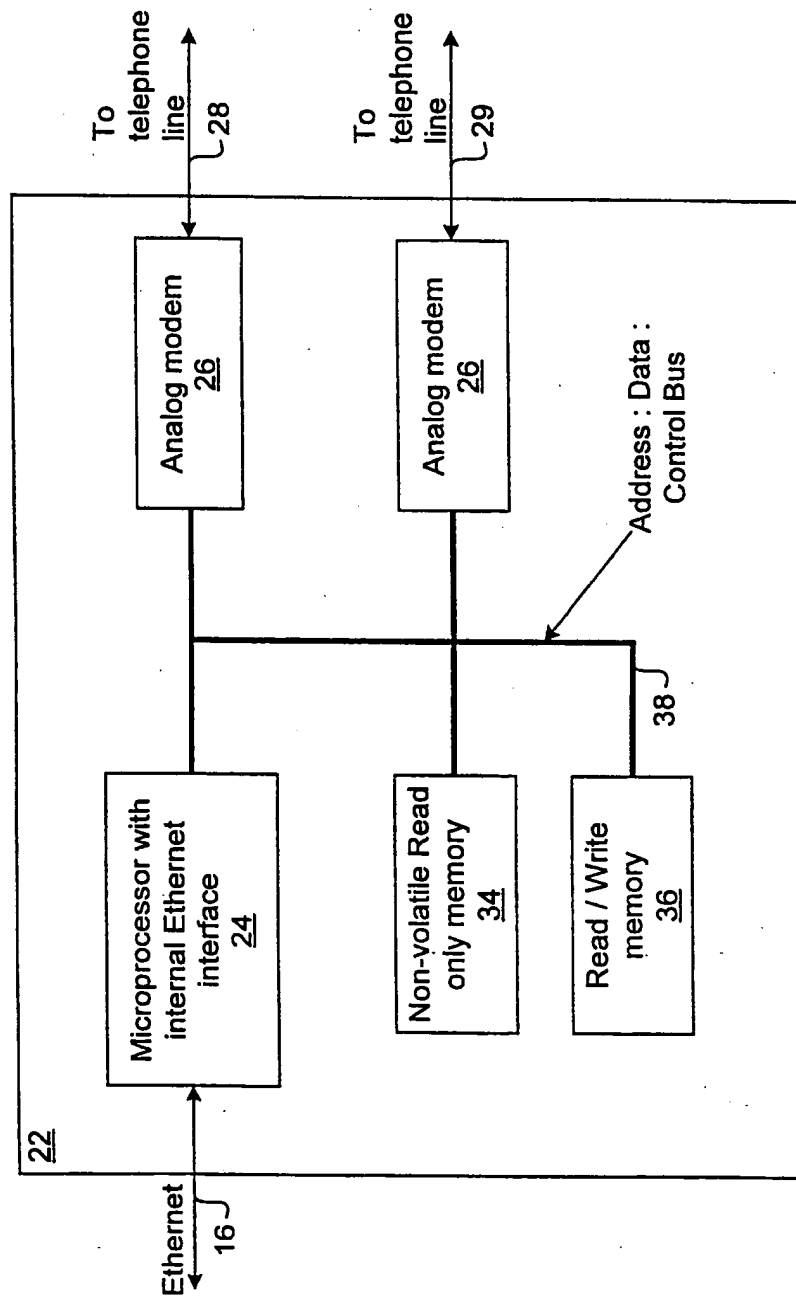 22
Ethernet
16
Microprocessor with
internal Ethernet
interface
24
Analog modem
26
To
telephone
line
28
Non-volatile Read
only memory
34
Analog modem
26
To
telephone
line
29
Read / Write
memory
36
38
Address : Data :
Control Bus